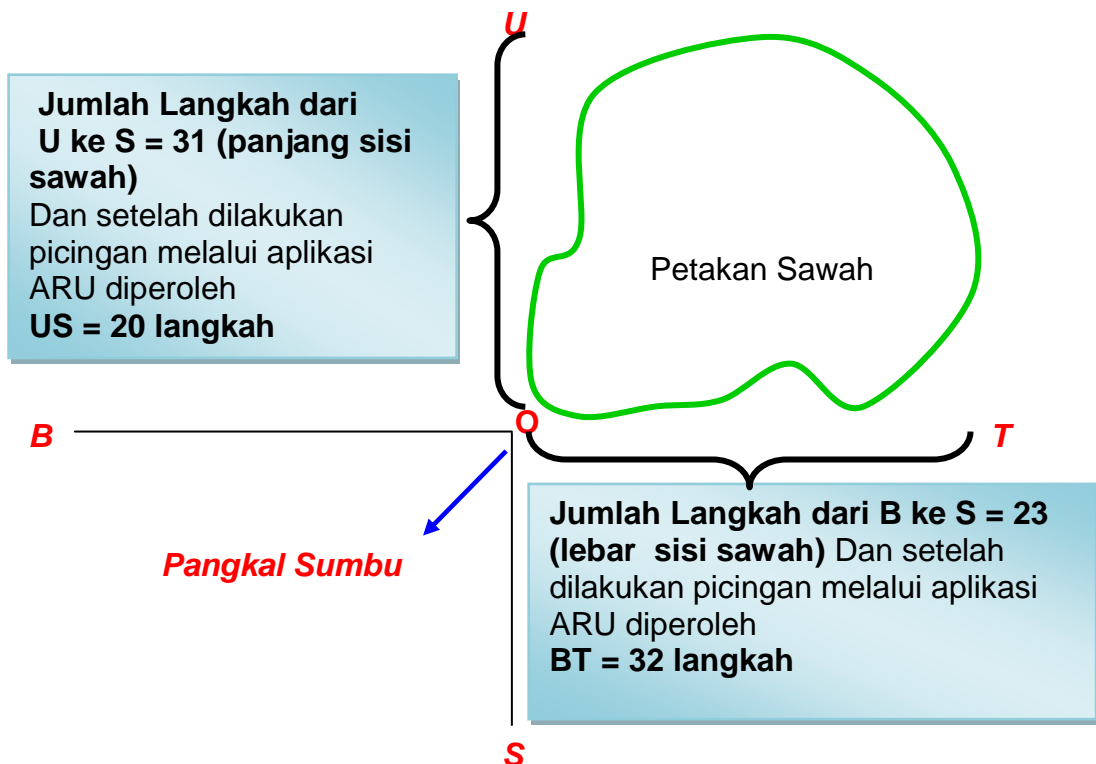 U
Jumlah Langkah dari
U ke S = 31 (panjang sisi
sawah)
Dan setelah dilakukan
picingan melalui aplikasi
ARU diperoleh
US = 20 langkah
Petakan Sawah
B
O
T
Pangkal Sumbu
Jumlah Langkah dari B ke S = 23
(lebar sisi sawah) Dan setelah
dilakukan picingan melalui aplikasi
ARU diperoleh
BT = 32 langkah
S